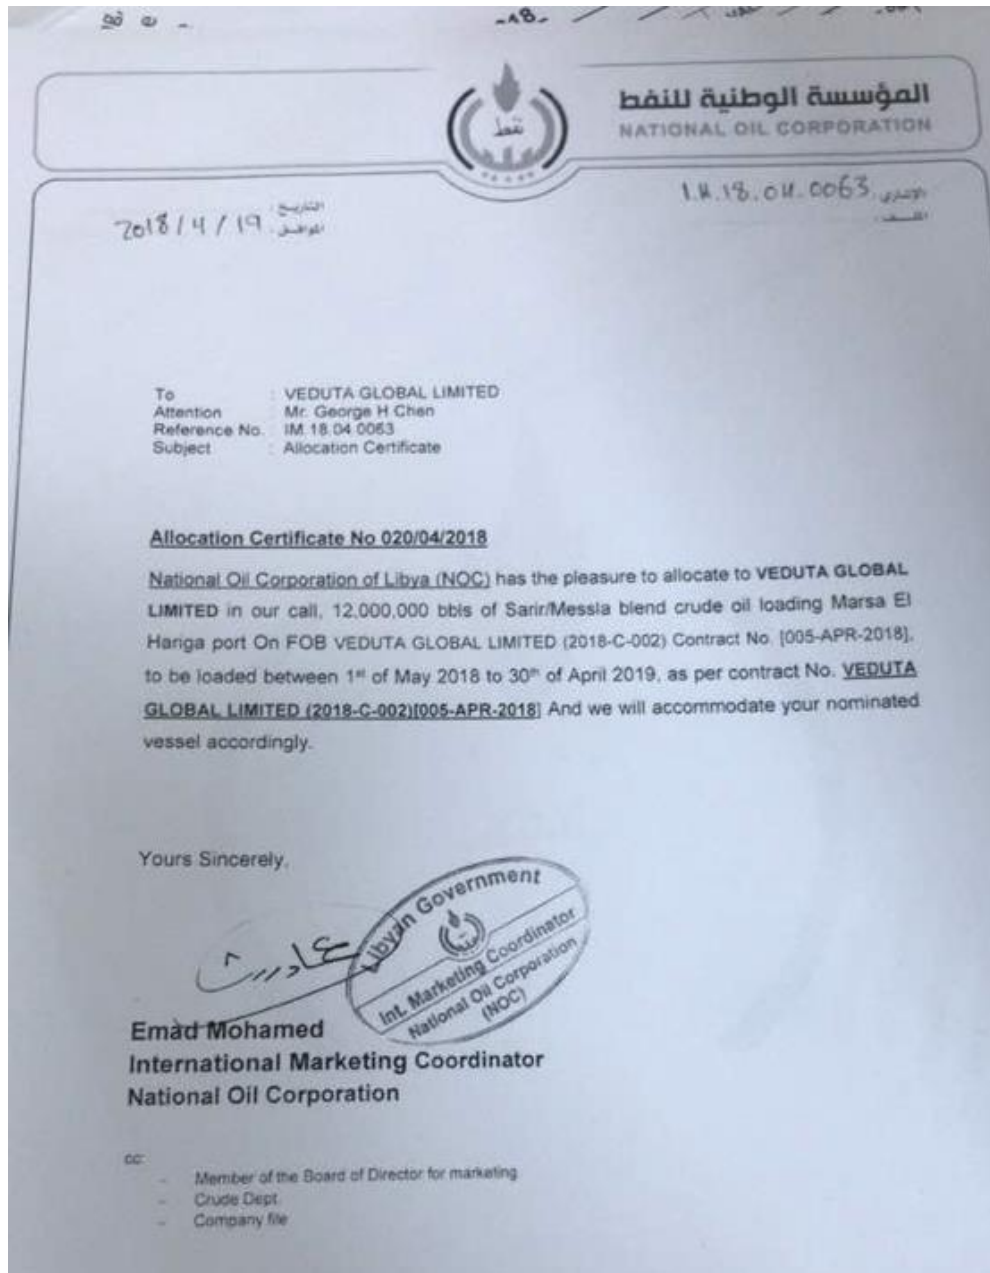 -18-
المؤسسة الوطنية للنفط
NATIONAL OIL CORPORATION
نفط
I.M.18.04.0063 الإشاري
الملف :
التاريخ :
2018 / 4 / 19 الموافق
To : VEDUTA GLOBAL LIMITED
Attention : Mr. George H Chen
Reference No. IM.18.04.0063
Subject : Allocation Certificate
Allocation Certificate No 020/04/2018
National Oil Corporation of Libya (NOC) has the pleasure to allocate to VEDUTA GLOBAL
LIMITED in our call, 12,000,000 bbls of Sarir/Messla blend crude oil loading Marsa El
Hariga port On FOB VEDUTA GLOBAL LIMITED (2018-C-002) Contract No. [005-APR-2018],
to be loaded between 1st of May 2018 to 30th of April 2019, as per contract No. VEDUTA
GLOBAL LIMITED (2018-C-002)[005-APR-2018] And we will accommodate your nominated
vessel accordingly.
Yours Sincerely,
Libyan Government
Int. Marketing Coordinator
National Oil Corporation
(NOC)
Emad Mohamed
International Marketing Coordinator
National Oil Corporation
cc:
- Member of the Board of Director for marketing
- Crude Dept
- Company file